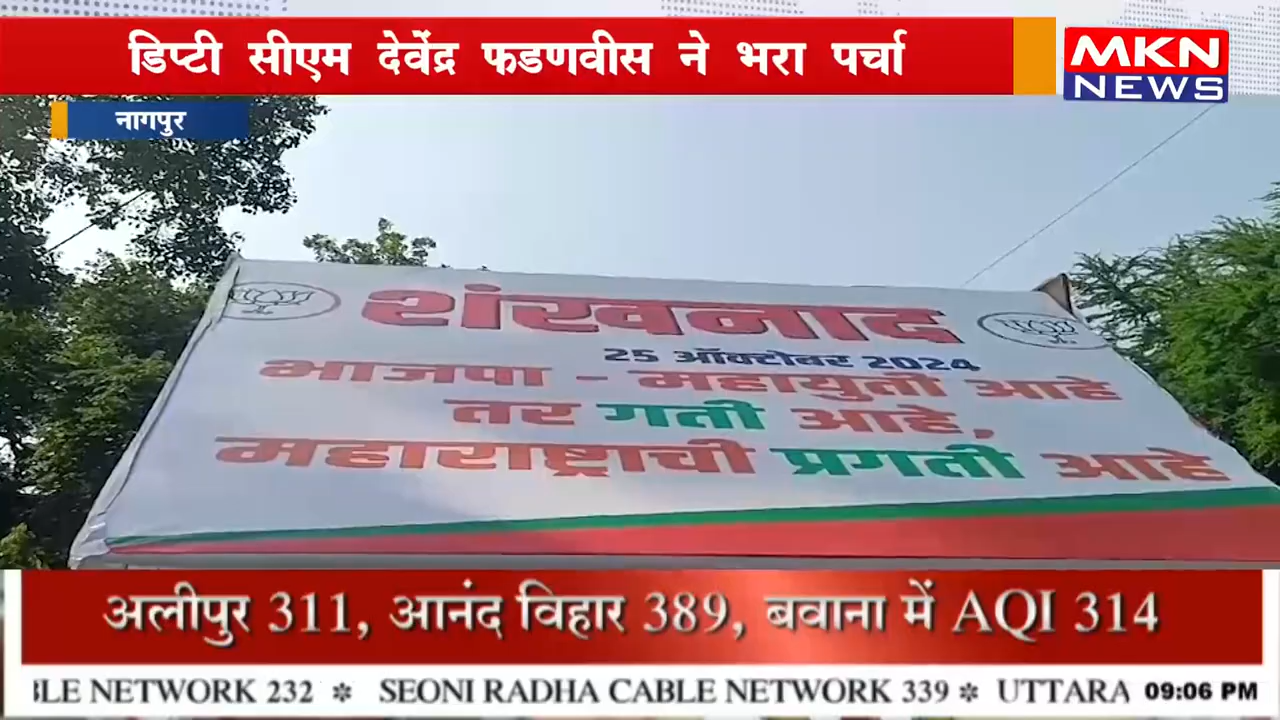 डिप्टी सीएम देवेंद्र फडणवीस ने भरा पर्चा
MKN
NEWS
नागपुर
शंखनाद
25 ऑक्टोबर 2024
भाजपा - महायुती आहे
तर गती आहे,
महाराष्ट्राची प्रगती आहे
अलीपुर 311, आनंद विहार 389, बवाना में AQI 314
BLE NETWORK 232 ✲ SEONI RADHA CABLE NETWORK 339 ✲ UTTARA 09:06 PM